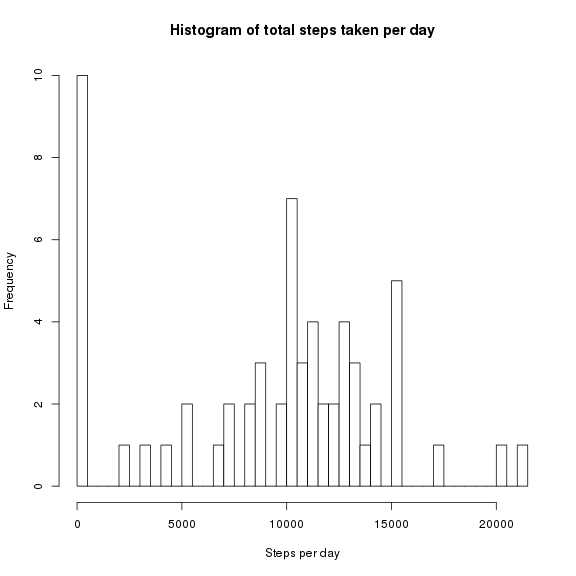 Histogram of total steps taken per day
Frequency
10
8
6
4
2
0
0 5000 10000 15000 20000
Steps per day